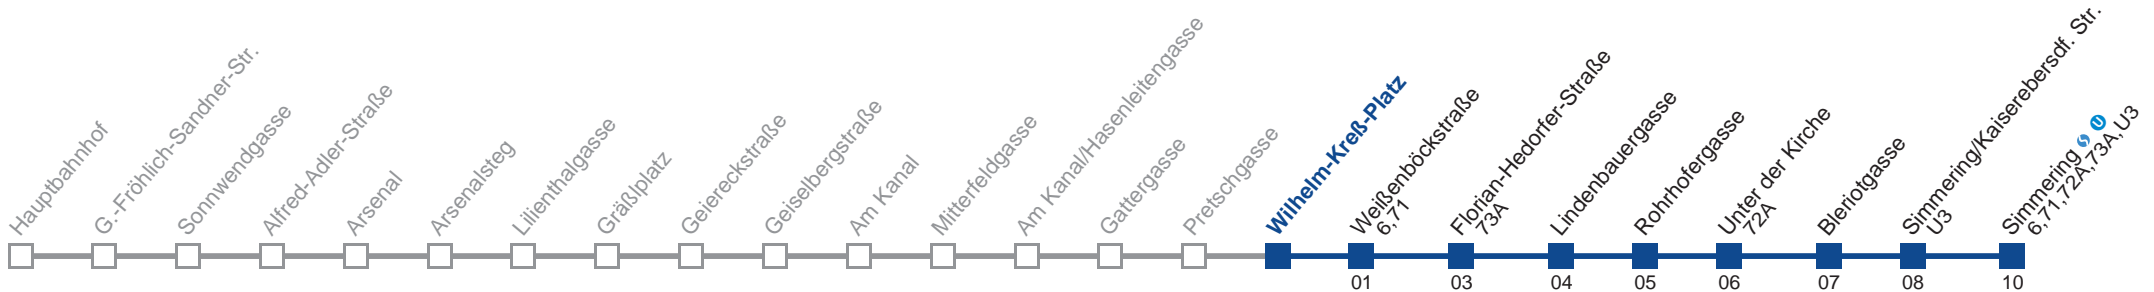 Hauptbahnhof
G.-Fröhlich-Sandner-Str.
Sonnwendgasse
Alfred-Adler-Straße
Arsenal
Arsenalsteg
Lilienthalgasse
Gräßlplatz
Geiereckstraße
Geiselbergstraße
Am Kanal
Mitterfeldgasse
Am Kanal/Hasenleitengasse
Gattergasse
Pretschgasse
Wilhelm-Kreß-Platz
Weißenböckstraße
6,71
01
Florian-Hedorfer-Straße
73A
03
Lindenbauergasse
04
Rohrhofergasse
05
Unter der Kirche
72A
06
Bleriotgasse
07
Simmering/Kaiserebersdf. Str.
U3
08
Simmering S U
6,71,72A,73A,U3
10